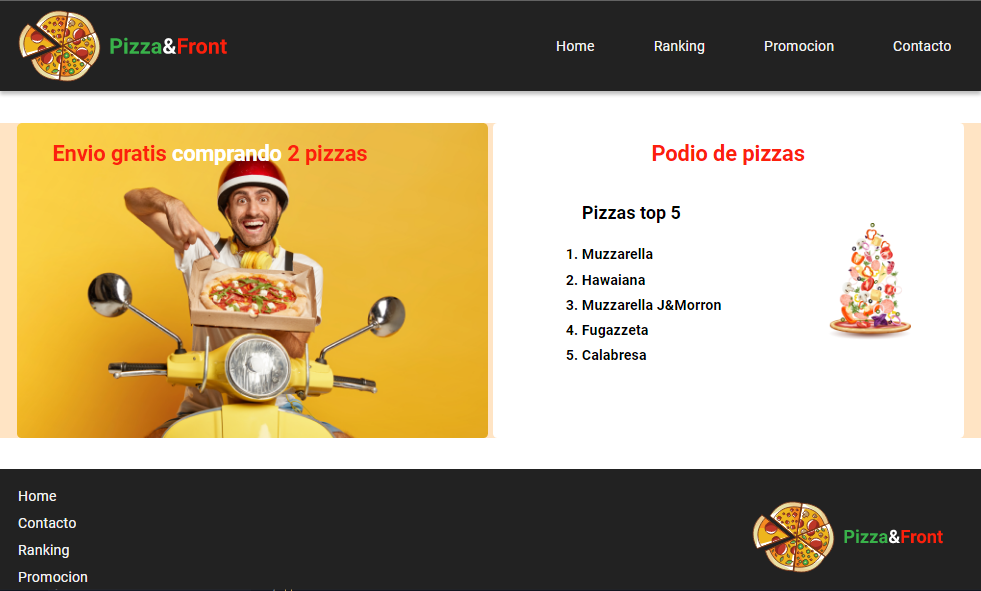 Pizza&Front
Home Ranking Promocion Contacto
Envio gratis comprando 2 pizzas
Podio de pizzas
Pizzas top 5
1. Muzzarella
2. Hawaiana
3. Muzzarella J&Morron
4. Fugazzeta
5. Calabresa
Home
Contacto
Ranking
Promocion
Pizza&Front